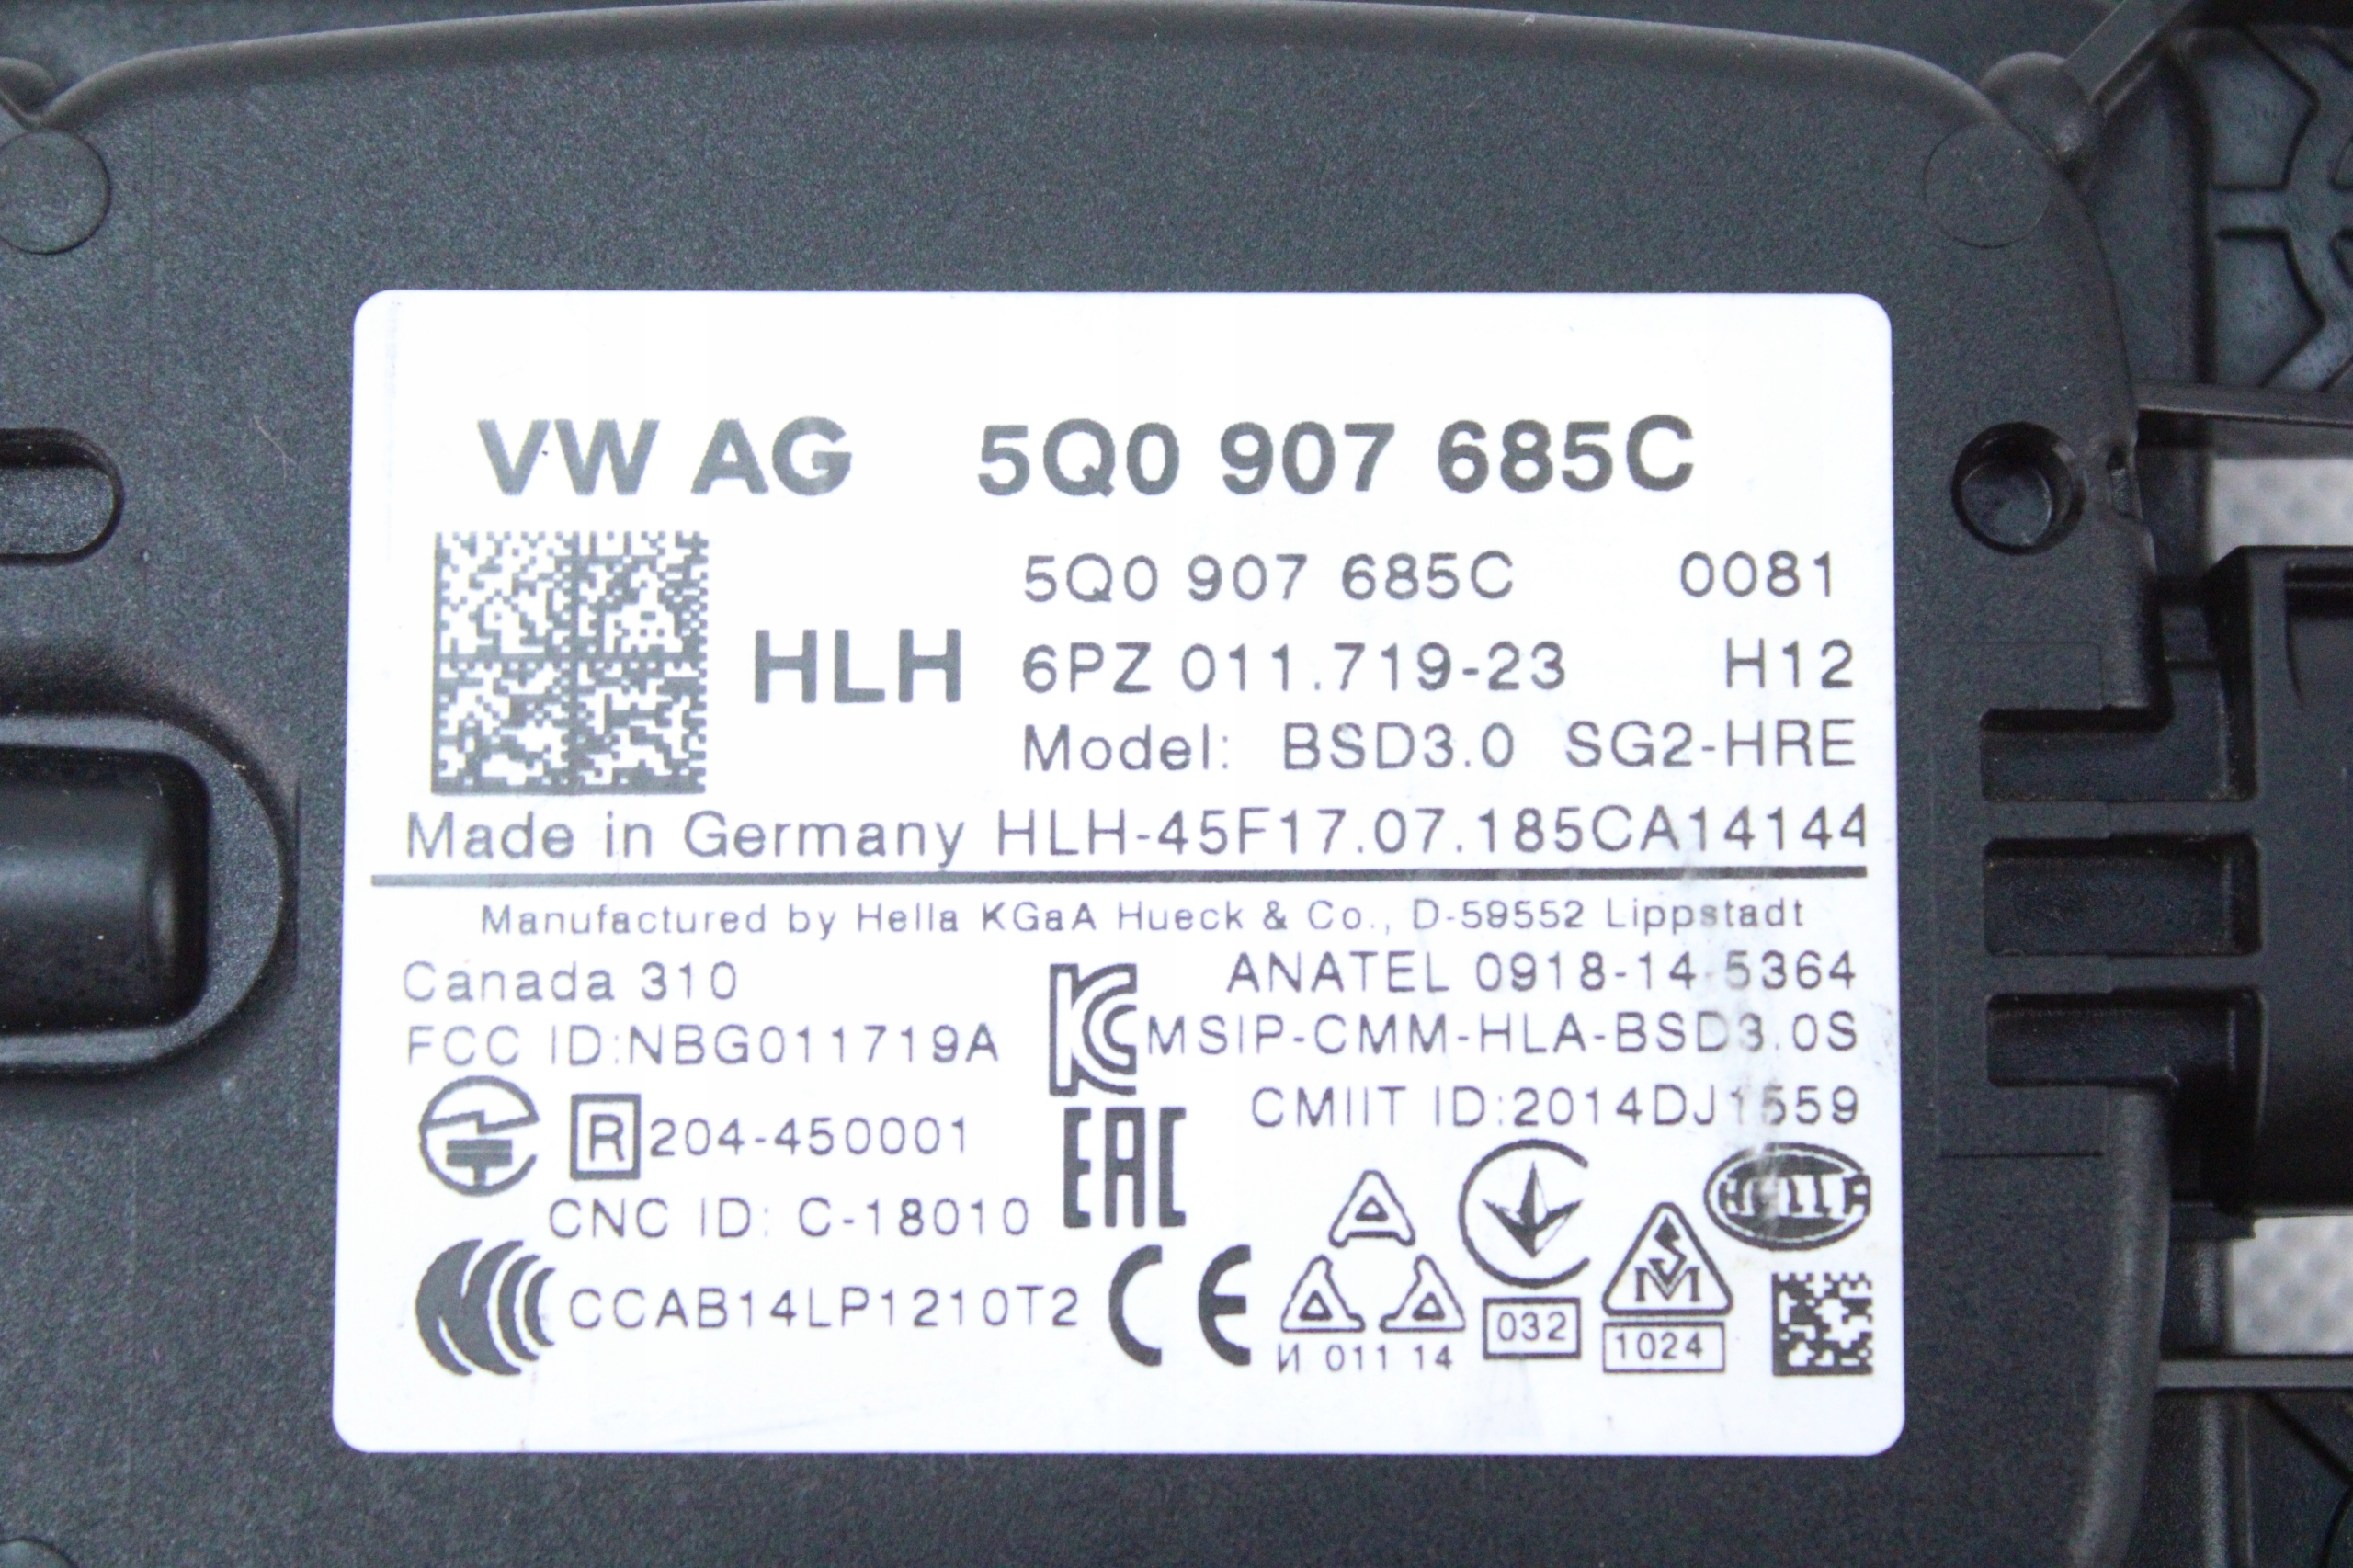 VW AG 5Q0 907 685C
5Q0 907 685C 0081
HLH 6PZ 011.719-23 H12
Model: BSD3.0 SG2-HRE
Made in Germany HLH-45F17.07.185CA14144
Manufactured by Hella KGaA Hueck & Co., D-59552 Lippstadt
Canada 310
ANATEL 0918-14-5364
FCC ID:NBG011719A
KC MSIP-CMM-HLA-BSD3.0S
CMIIT ID:2014DJ1559
R 204-450001
EAC
HELLA
CNC ID: C-18010
CCC CCAB14LP1210T2
CE
И 011 14
032
SM
1024